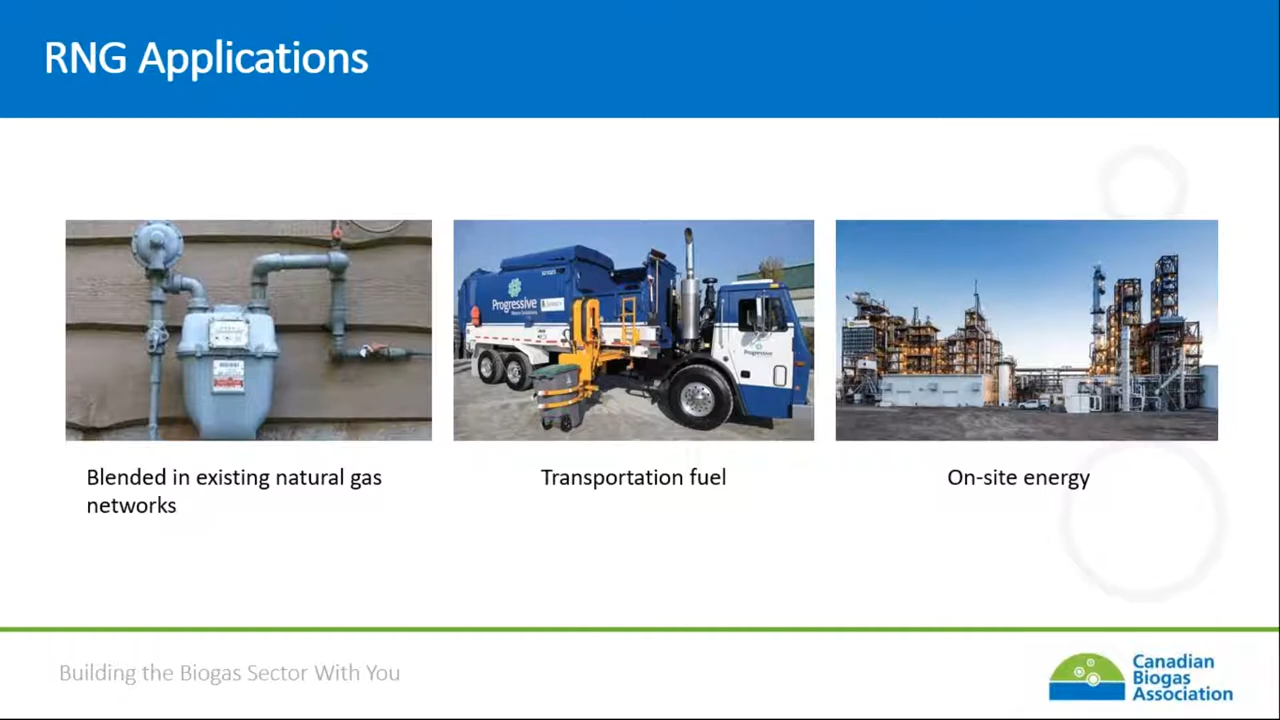 RNG Applications
Progressive
Progressive
Blended in existing natural gas
networks
Transportation fuel
On-site energy
Building the Biogas Sector With You
Canadian
Biogas
Association